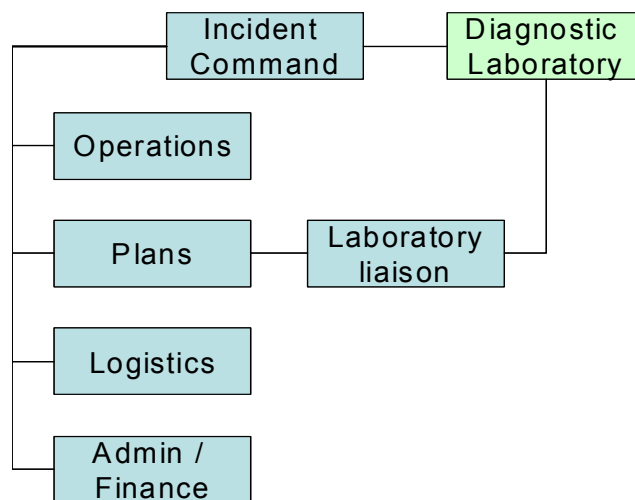 Incident
Command
Diagnostic
Laboratory
Operations
Plans
Laboratory
liaison
Logistics
Admin /
Finance